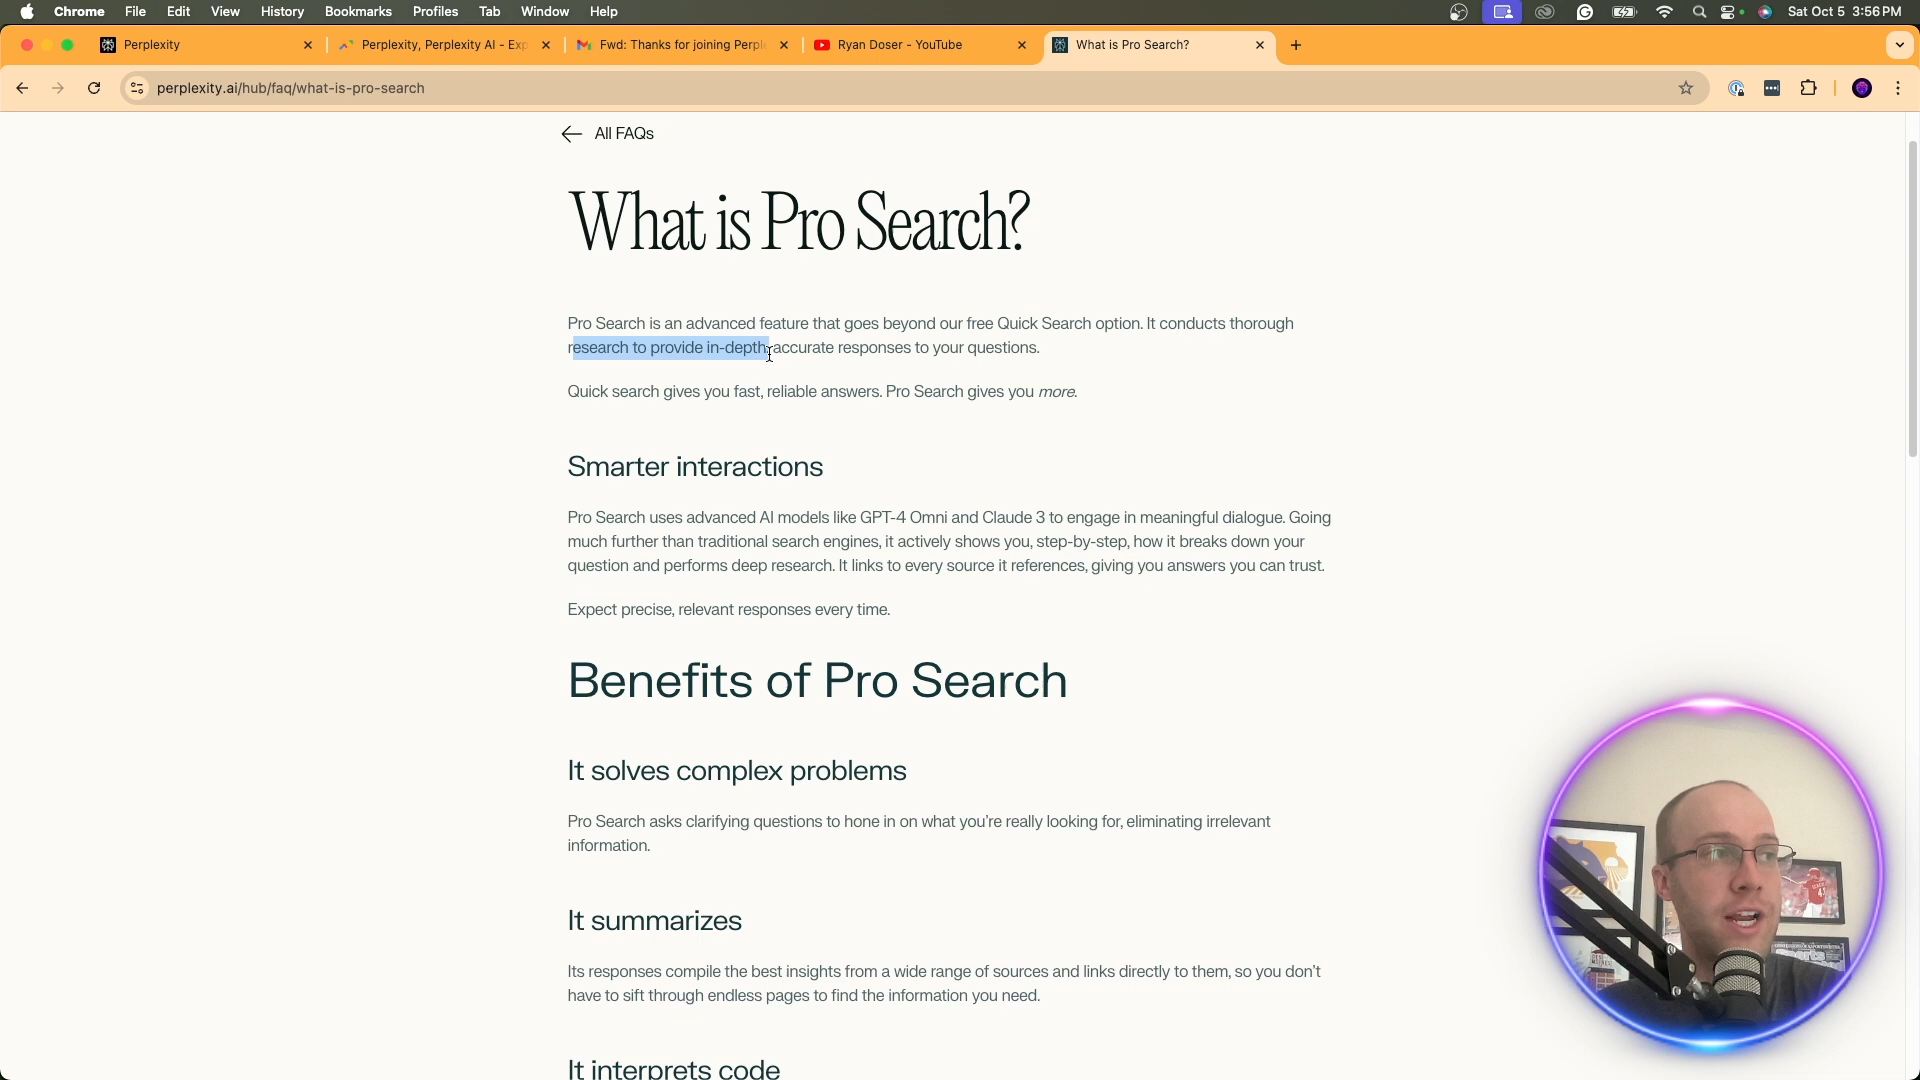 Chrome File Edit View History Bookmarks Profiles Tab Window Help Sat Oct 5 3:56 PM
Perplexity Perplexity, Perplexity AI - Exp Fwd: Thanks for joining Perpl Ryan Doser - YouTube What is Pro Search?
perplexity.ai/hub/faq/what-is-pro-search
All FAQs
What is Pro Search?
Pro Search is an advanced feature that goes beyond our free Quick Search option. It conducts thorough
research to provide in-depth, accurate responses to your questions.
Quick search gives you fast, reliable answers. Pro Search gives you more.
Smarter interactions
Pro Search uses advanced AI models like GPT-4 Omni and Claude 3 to engage in meaningful dialogue. Going
much further than traditional search engines, it actively shows you, step-by-step, how it breaks down your
question and performs deep research. It links to every source it references, giving you answers you can trust.
Expect precise, relevant responses every time.
Benefits of Pro Search
It solves complex problems
Pro Search asks clarifying questions to hone in on what you're really looking for, eliminating irrelevant
information.
It summarizes
Its responses compile the best insights from a wide range of sources and links directly to them, so you don't
have to sift through endless pages to find the information you need.
It interprets code